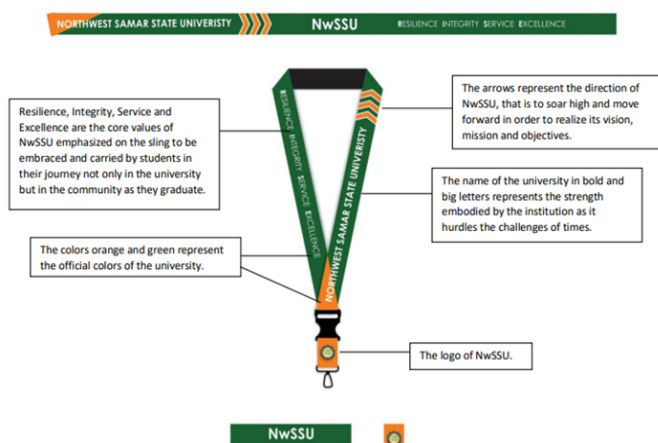 NORTHWEST SAMAR STATE UNIVERISTY
NwSSU
RESILIENCE INTEGRITY SERVICE EXCELLENCE
Resilience, Integrity, Service and
Excellence are the core values of
NwSSU emphasized on the sling to be
embraced and carried by students in
their journey not only in the university
but in the community as they graduate.
The colors orange and green represent
the official colors of the university.
RESILIENCE INTEGRITY SERVICE EXCELLENCE
NORTHWEST SAMAR STATE UNIVERISTY
The arrows represent the direction of
NwSSU, that is to soar high and move
forward in order to realize its vision,
mission and objectives.
The name of the university in bold and
big letters represents the strength
embodied by the institution as it
hurdles the challenges of times.
The logo of NwSSU.
NwSSU